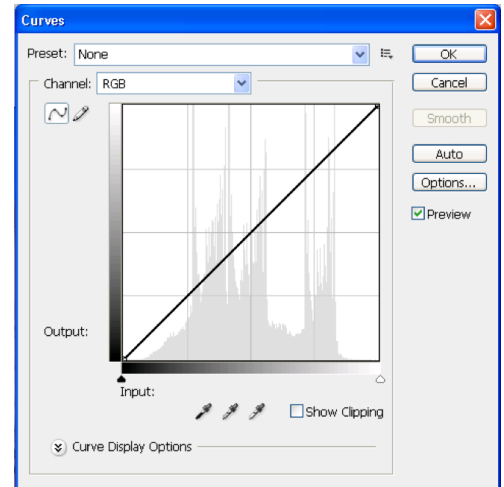 Curves
Preset: None
OK
Channel: RGB
Cancel
Smooth
Auto
Options...
Preview
Output:
Input:
Show Clipping
Curve Display Options